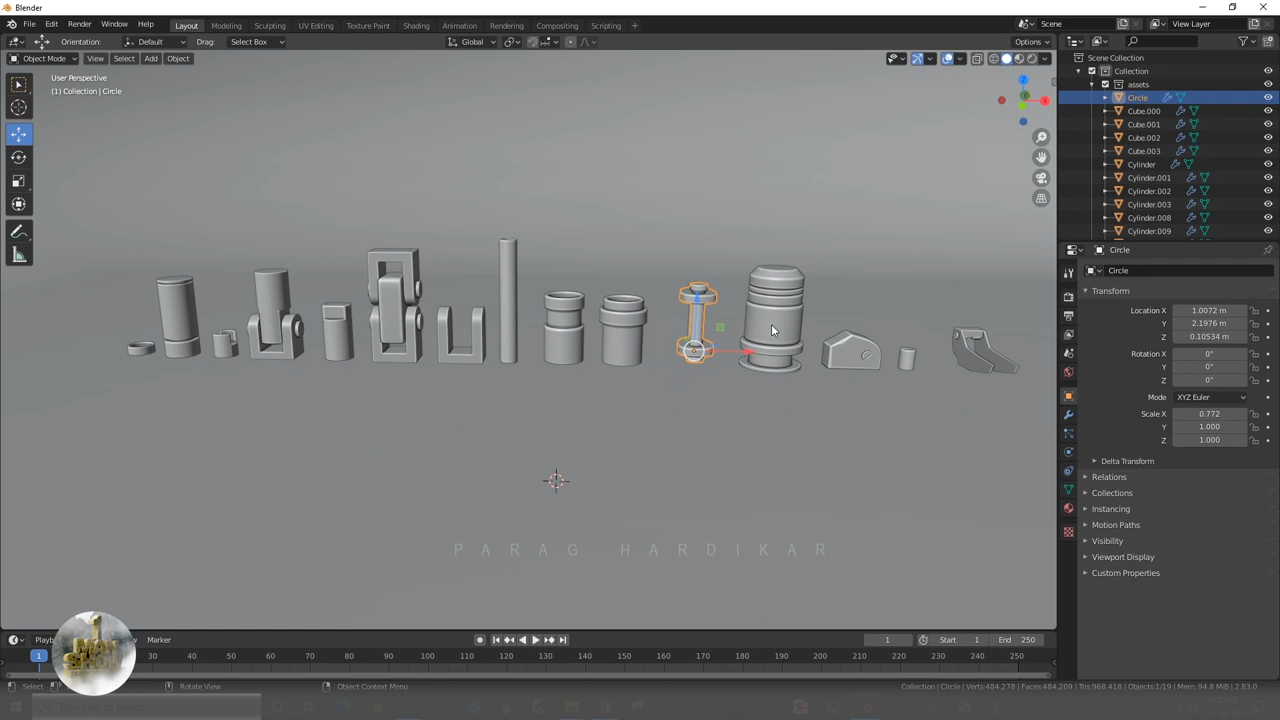 Blender
File Edit Render Window Help Layout Modeling Sculpting UV Editing Texture Paint Shading Animation Rendering Compositing Scripting + Scene View Layer
Orientation: Default Drag: Select Box Global Options
Object Mode View Select Add Object
User Perspective
(1) Collection | Circle
Scene Collection
Collection
assets
Circle
Cube.000
Cube.001
Cube.002
Cube.003
Cylinder
Cylinder.001
Cylinder.002
Cylinder.003
Cylinder.008
Cylinder.009
Circle
Circle
Transform
Location X 1.0072 m
Y 2.1976 m
Z 0.10534 m
Rotation X 0°
Y 0°
Z 0°
Mode XYZ Euler
Scale X 0.772
Y 1.000
Z 1.000
Delta Transform
Relations
Collections
Instancing
Motion Paths
Visibility
Viewport Display
Custom Properties
PARAG HARDIKAR
Marker 1 Start 1 End 250
1 30 40 50 60 70 80 90 100 110 120 130 140 150 160 170 180 190 200 210 220 230 240 250
Select Rotate View Object Context Menu Collection | Circle | Verts:484,278 | Faces:484,209 | Tris:968,418 | Objects:1/19 | Mem: 94.8 MiB | 2.83.0
Type here to search